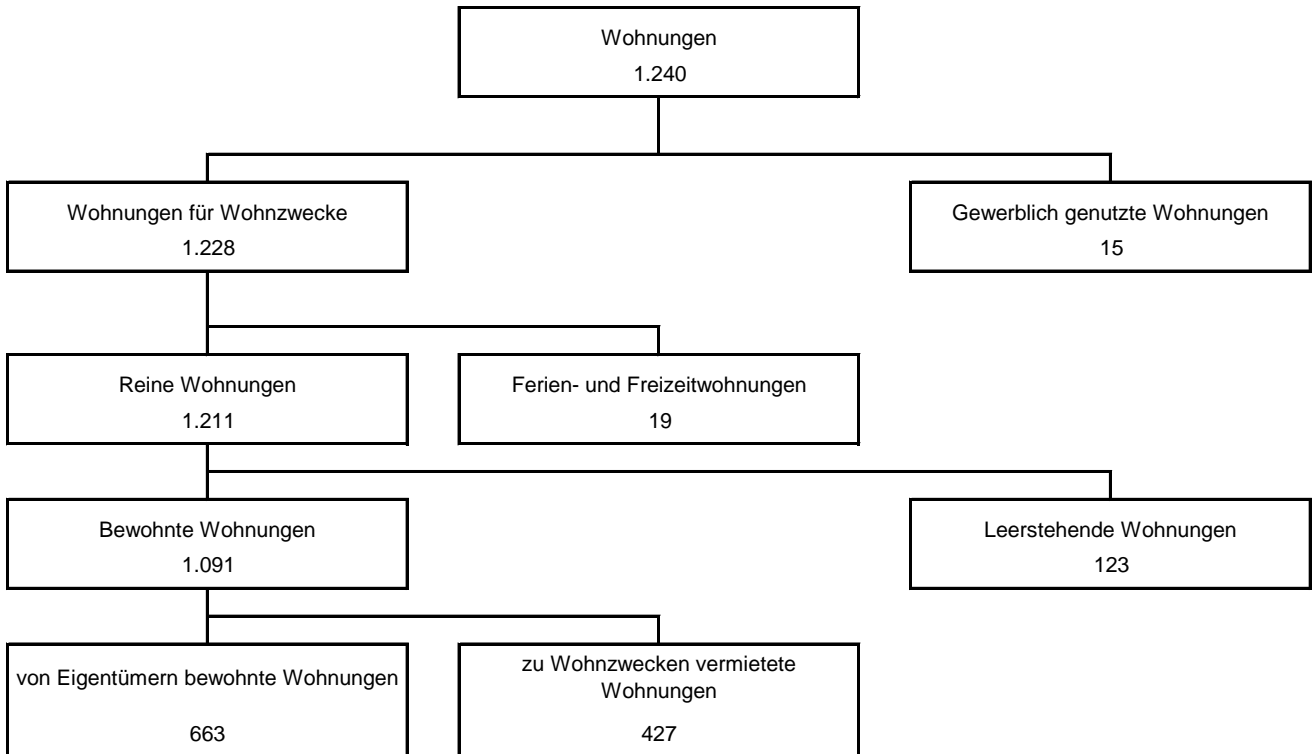 Wohnungen
1.240
Wohnungen für Wohnzwecke
1.228
Gewerblich genutzte Wohnungen
15
Reine Wohnungen
1.211
Ferien- und Freizeitwohnungen
19
Bewohnte Wohnungen
1.091
Leerstehende Wohnungen
123
von Eigentümern bewohnte Wohnungen
663
zu Wohnzwecken vermietete
Wohnungen
427